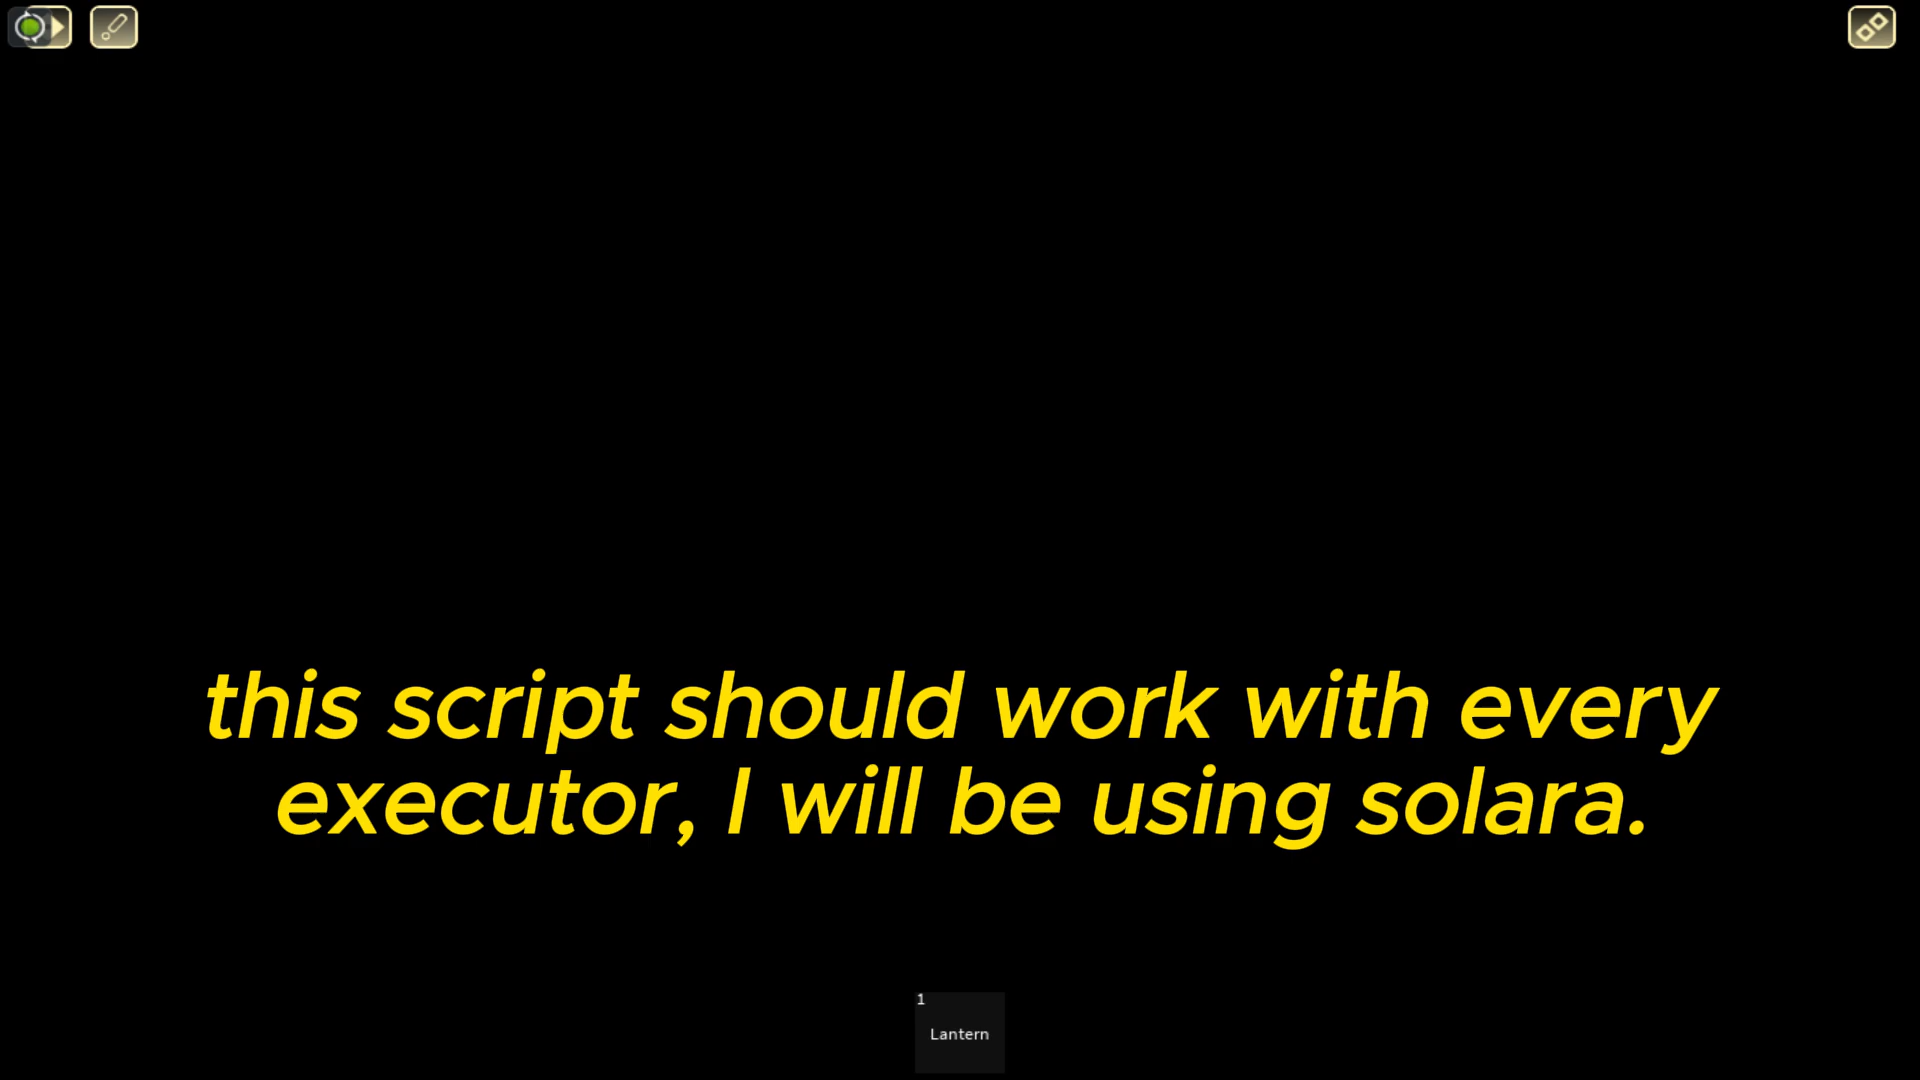 this script should work with every
executor, I will be using solara.
1
Lantern